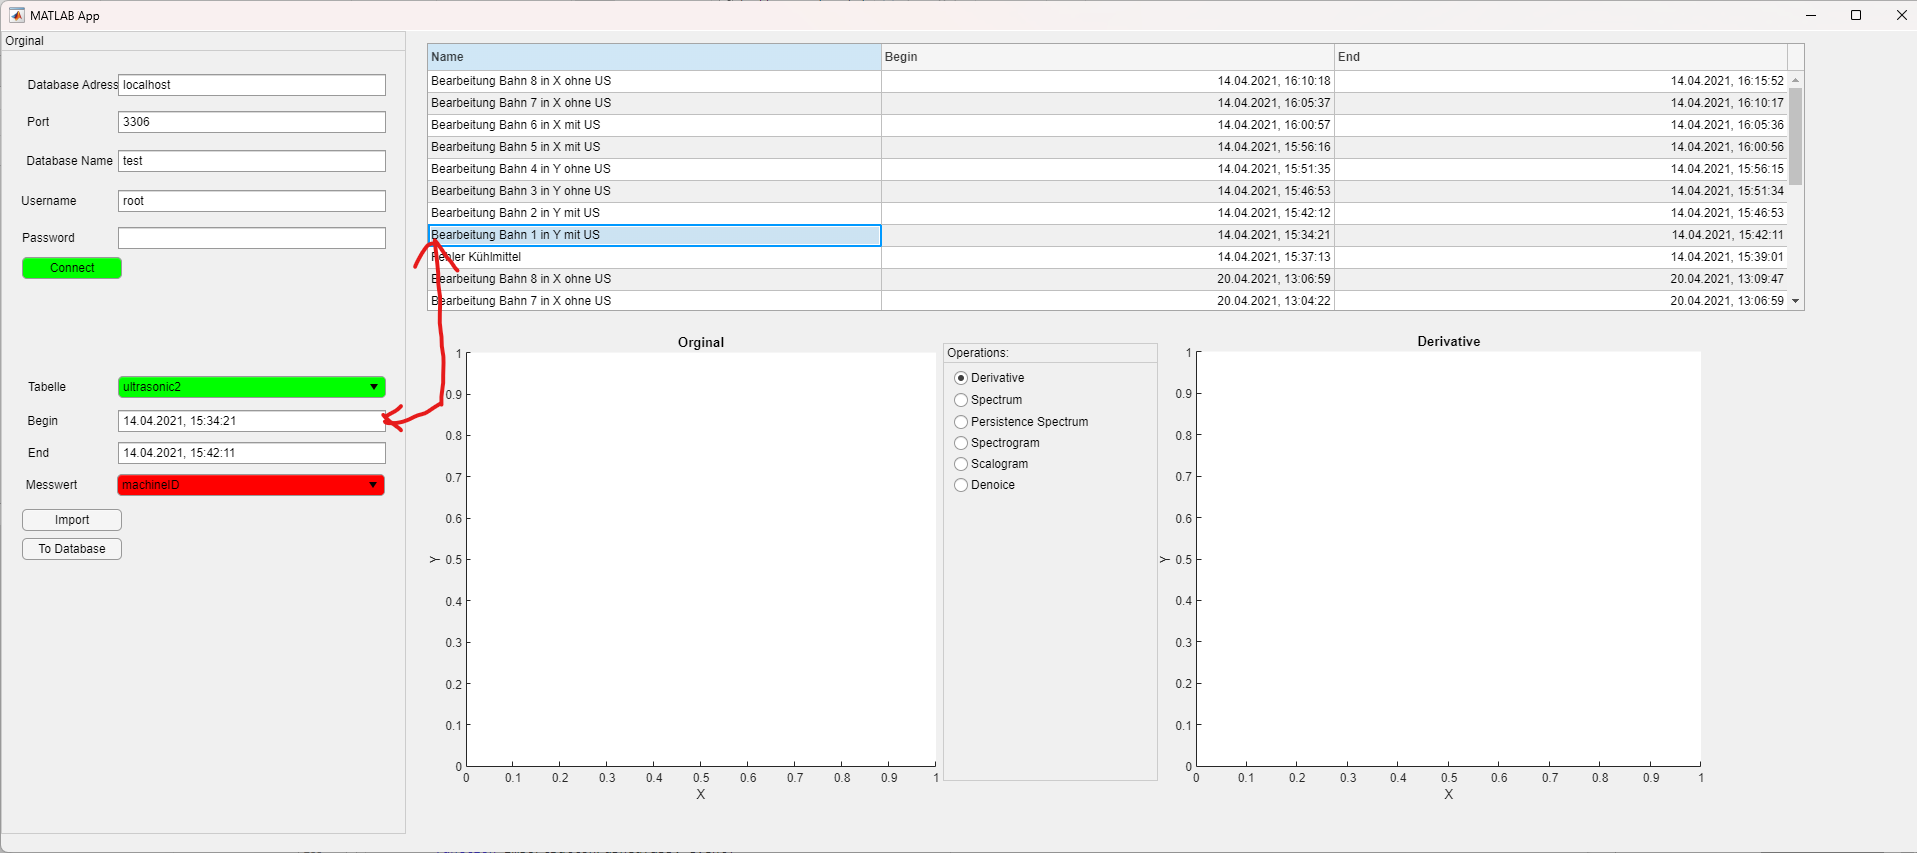 MATLAB App
Orginal
Database Adress localhost
Port 3306
Database Name test
Username root
Password
Connect
Tabelle ultrasonic2
Begin 14.04.2021, 15:34:21
End 14.04.2021, 15:42:11
Messwert machineID
Import
To Database
Name Begin End
Bearbeitung Bahn 8 in X ohne US 14.04.2021, 16:10:18 14.04.2021, 16:15:52
Bearbeitung Bahn 7 in X ohne US 14.04.2021, 16:05:37 14.04.2021, 16:10:17
Bearbeitung Bahn 6 in X mit US 14.04.2021, 16:00:57 14.04.2021, 16:05:36
Bearbeitung Bahn 5 in X mit US 14.04.2021, 15:56:16 14.04.2021, 16:00:56
Bearbeitung Bahn 4 in Y ohne US 14.04.2021, 15:51:35 14.04.2021, 15:56:15
Bearbeitung Bahn 3 in Y ohne US 14.04.2021, 15:46:53 14.04.2021, 15:51:34
Bearbeitung Bahn 2 in Y mit US 14.04.2021, 15:42:12 14.04.2021, 15:46:53
Bearbeitung Bahn 1 in Y mit US 14.04.2021, 15:34:21 14.04.2021, 15:42:11
Fehler Kühlmittel 14.04.2021, 15:37:13 14.04.2021, 15:39:01
Bearbeitung Bahn 8 in X ohne US 20.04.2021, 13:06:59 20.04.2021, 13:09:47
Bearbeitung Bahn 7 in X ohne US 20.04.2021, 13:04:22 20.04.2021, 13:06:59
Orginal
1
0.9
0.8
0.7
0.6
Y 0.5
0.4
0.3
0.2
0.1
0
0 0.1 0.2 0.3 0.4 0.5 0.6 0.7 0.8 0.9 1
X
Operations:
Derivative
Spectrum
Persistence Spectrum
Spectrogram
Scalogram
Denoice
Derivative
1
0.9
0.8
0.7
0.6
Y 0.5
0.4
0.3
0.2
0.1
0
0 0.1 0.2 0.3 0.4 0.5 0.6 0.7 0.8 0.9 1
X